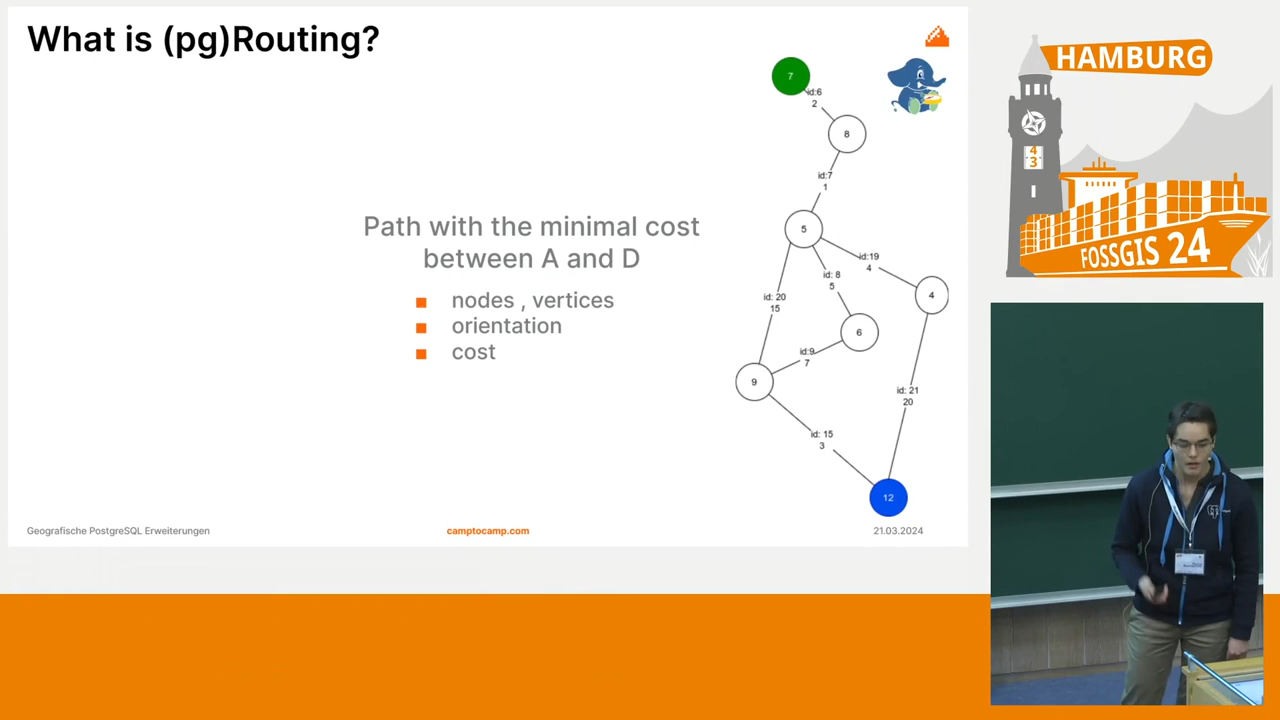 What is (pg)Routing?
HAMBURG
7
id:6
2
8
id:7
1
4
3
5
Path with the minimal cost
between A and D
id:19
4
FOSSGIS 24
id: 8
5
id: 20
15
4
nodes , vertices
orientation
cost
6
id:9
7
9
id: 21
20
id: 15
3
12
Geografische PostgreSQL Erweiterungen
camptocamp.com
21.03.2024